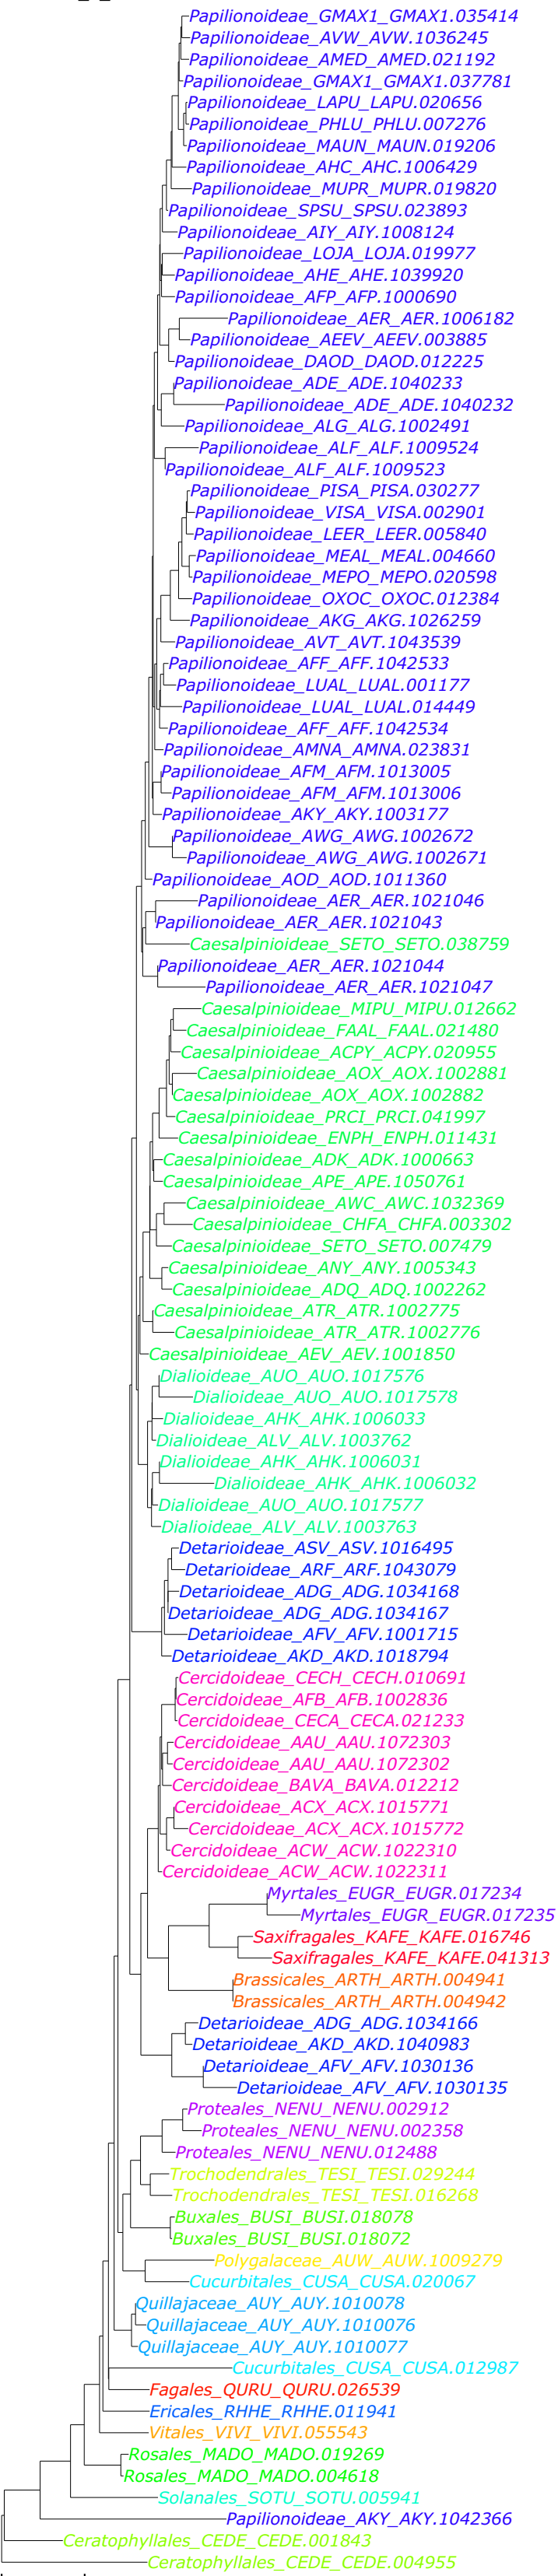 Papilionoideae_GMAX1_GMAX1.035414
Papilionoideae_AVW_AVW.1036245
Papilionoideae_AMED_AMED.021192
Papilionoideae_GMAX1_GMAX1.037781
Papilionoideae_LAPU_LAPU.020656
Papilionoideae_PHLU_PHLU.007276
Papilionoideae_MAUN_MAUN.019206
Papilionoideae_AHC_AHC.1006429
Papilionoideae_MUPR_MUPR.019820
Papilionoideae_SPSU_SPSU.023893
Papilionoideae_AIY_AIY.1008124
Papilionoideae_LOJA_LOJA.019977
Papilionoideae_AHE_AHE.1039920
Papilionoideae_AFP_AFP.1000690
Papilionoideae_AER_AER.1006182
Papilionoideae_AEEV_AEEV.003885
Papilionoideae_DAOD_DAOD.012225
Papilionoideae_ADE_ADE.1040233
Papilionoideae_ADE_ADE.1040232
Papilionoideae_ALG_ALG.1002491
Papilionoideae_ALF_ALF.1009524
Papilionoideae_ALF_ALF.1009523
Papilionoideae_PISA_PISA.030277
Papilionoideae_VISA_VISA.002901
Papilionoideae_LEER_LEER.005840
Papilionoideae_MEAL_MEAL.004660
Papilionoideae_MEPO_MEPO.020598
Papilionoideae_OXOC_OXOC.012384
Papilionoideae_AKG_AKG.1026259
Papilionoideae_AVT_AVT.1043539
Papilionoideae_AFF_AFF.1042533
Papilionoideae_LUAL_LUAL.001177
Papilionoideae_LUAL_LUAL.014449
Papilionoideae_AFF_AFF.1042534
Papilionoideae_AMNA_AMNA.023831
Papilionoideae_AFM_AFM.1013005
Papilionoideae_AFM_AFM.1013006
Papilionoideae_AKY_AKY.1003177
Papilionoideae_AWG_AWG.1002672
Papilionoideae_AWG_AWG.1002671
Papilionoideae_AOD_AOD.1011360
Papilionoideae_AER_AER.1021046
Papilionoideae_AER_AER.1021043
Caesalpinioideae_SETO_SETO.038759
Papilionoideae_AER_AER.1021044
Papilionoideae_AER_AER.1021047
Caesalpinioideae_MIPU_MIPU.012662
Caesalpinioideae_FAAL_FAAL.021480
Caesalpinioideae_ACPY_ACPY.020955
Caesalpinioideae_AOX_AOX.1002881
Caesalpinioideae_AOX_AOX.1002882
Caesalpinioideae_PRCI_PRCI.041997
Caesalpinioideae_ENPH_ENPH.011431
Caesalpinioideae_ADK_ADK.1000663
Caesalpinioideae_APE_APE.1050761
Caesalpinioideae_AWC_AWC.1032369
Caesalpinioideae_CHFA_CHFA.003302
Caesalpinioideae_SETO_SETO.007479
Caesalpinioideae_ANY_ANY.1005343
Caesalpinioideae_ADQ_ADQ.1002262
Caesalpinioideae_ATR_ATR.1002775
Caesalpinioideae_ATR_ATR.1002776
Caesalpinioideae_AEV_AEV.1001850
Dialioideae_AUO_AUO.1017576
Dialioideae_AUO_AUO.1017578
Dialioideae_AHK_AHK.1006033
Dialioideae_ALV_ALV.1003762
Dialioideae_AHK_AHK.1006031
Dialioideae_AHK_AHK.1006032
Dialioideae_AUO_AUO.1017577
Dialioideae_ALV_ALV.1003763
Detarioideae_ASV_ASV.1016495
Detarioideae_ARF_ARF.1043079
Detarioideae_ADG_ADG.1034168
Detarioideae_ADG_ADG.1034167
Detarioideae_AFV_AFV.1001715
Detarioideae_AKD_AKD.1018794
Cercidoideae_CECH_CECH.010691
Cercidoideae_AFB_AFB.1002836
Cercidoideae_CECA_CECA.021233
Cercidoideae_AAU_AAU.1072303
Cercidoideae_AAU_AAU.1072302
Cercidoideae_BAVA_BAVA.012212
Cercidoideae_ACX_ACX.1015771
Cercidoideae_ACX_ACX.1015772
Cercidoideae_ACW_ACW.1022310
Cercidoideae_ACW_ACW.1022311
Myrtales_EUGR_EUGR.017234
Myrtales_EUGR_EUGR.017235
Saxifragales_KAFE_KAFE.016746
Saxifragales_KAFE_KAFE.041313
Brassicales_ARTH_ARTH.004941
Brassicales_ARTH_ARTH.004942
Detarioideae_ADG_ADG.1034166
Detarioideae_AKD_AKD.1040983
Detarioideae_AFV_AFV.1030136
Detarioideae_AFV_AFV.1030135
Proteales_NENU_NENU.002912
Proteales_NENU_NENU.002358
Proteales_NENU_NENU.012488
Trochodendrales_TESI_TESI.029244
Trochodendrales_TESI_TESI.016268
Buxales_BUSI_BUSI.018078
Buxales_BUSI_BUSI.018072
Polygalaceae_AUW_AUW.1009279
Cucurbitales_CUSA_CUSA.020067
Quillajaceae_AUY_AUY.1010078
Quillajaceae_AUY_AUY.1010076
Quillajaceae_AUY_AUY.1010077
Cucurbitales_CUSA_CUSA.012987
Fagales_QURU_QURU.026539
Ericales_RHHE_RHHE.011941
Vitales_VIVI_VIVI.055543
Rosales_MADO_MADO.019269
Rosales_MADO_MADO.004618
Solanales_SOTU_SOTU.005941
Papilionoideae_AKY_AKY.1042366
Ceratophyllales_CEDE_CEDE.001843
Ceratophyllales_CEDE_CEDE.004955